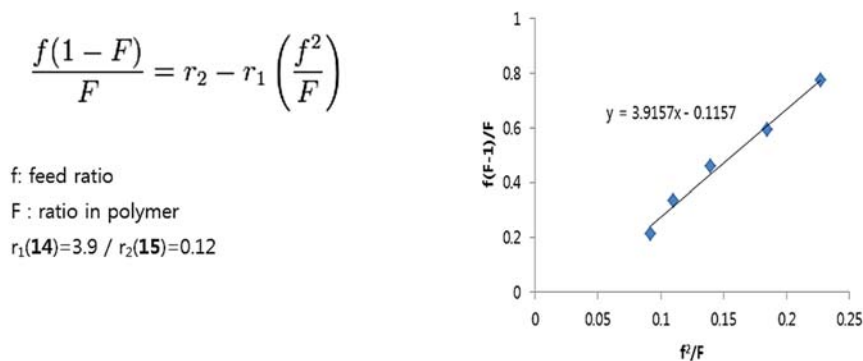 f(1 − F)/F = r₂ − r₁ (f²/F)
f: feed ratio
F : ratio in polymer
r₁(14)=3.9 / r₂(15)=0.12
1
0.8
0.6
0.4
0.2
0
f(F-1)/F
y = 3.9157x - 0.1157
0 0.05 0.1 0.15 0.2 0.25
f²/F